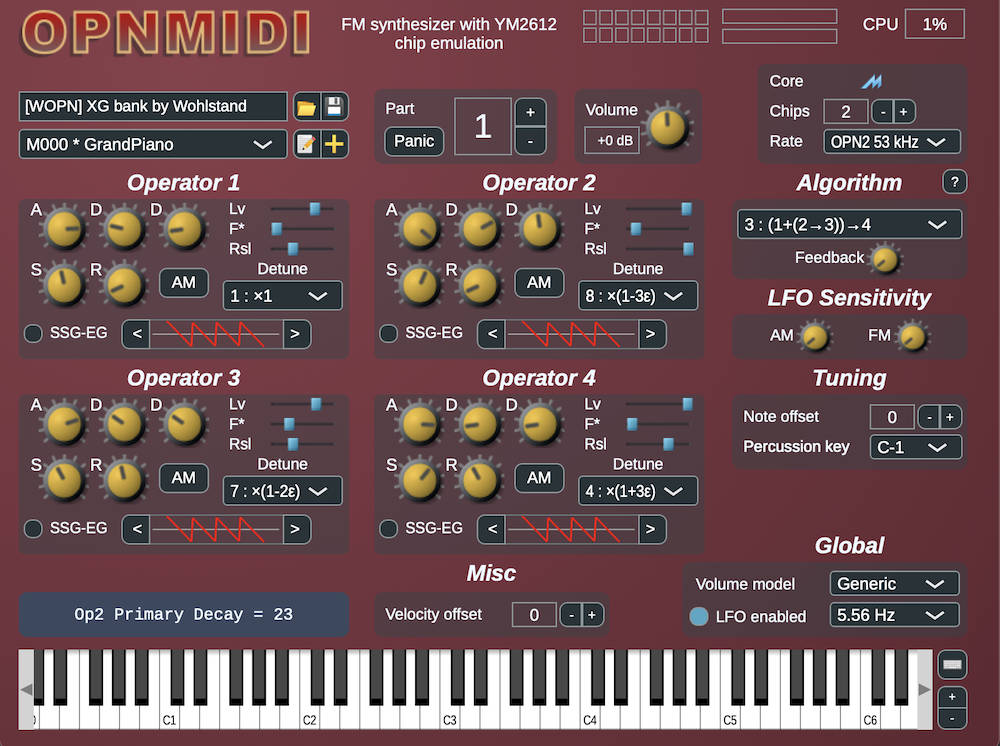 OPNMIDI
FM synthesizer with YM2612
chip emulation
CPU 1%
[WOPN] XG bank by Wohlstand
M000 * GrandPiano
Part
Panic
1
+
-
Volume
+0 dB
Core
Chips 2 - +
Rate OPN2 53 kHz
Operator 1
A D D Lv
F*
Rsl
S R AM Detune
1 : ×1
SSG-EG < >
Operator 2
A D D Lv
F*
Rsl
S R AM Detune
8 : ×(1-3ε)
SSG-EG < >
Algorithm ?
3 : (1+(2→3))→4
Feedback
LFO Sensitivity
AM FM
Operator 3
A D D Lv
F*
Rsl
S R AM Detune
7 : ×(1-2ε)
SSG-EG < >
Operator 4
A D D Lv
F*
Rsl
S R AM Detune
4 : ×(1+3ε)
SSG-EG < >
Tuning
Note offset 0 - +
Percussion key C-1
Op2 Primary Decay = 23
Misc
Velocity offset 0 - +
Global
Volume model Generic
LFO enabled 5.56 Hz
C1 C2 C3 C4 C5 C6
+
-